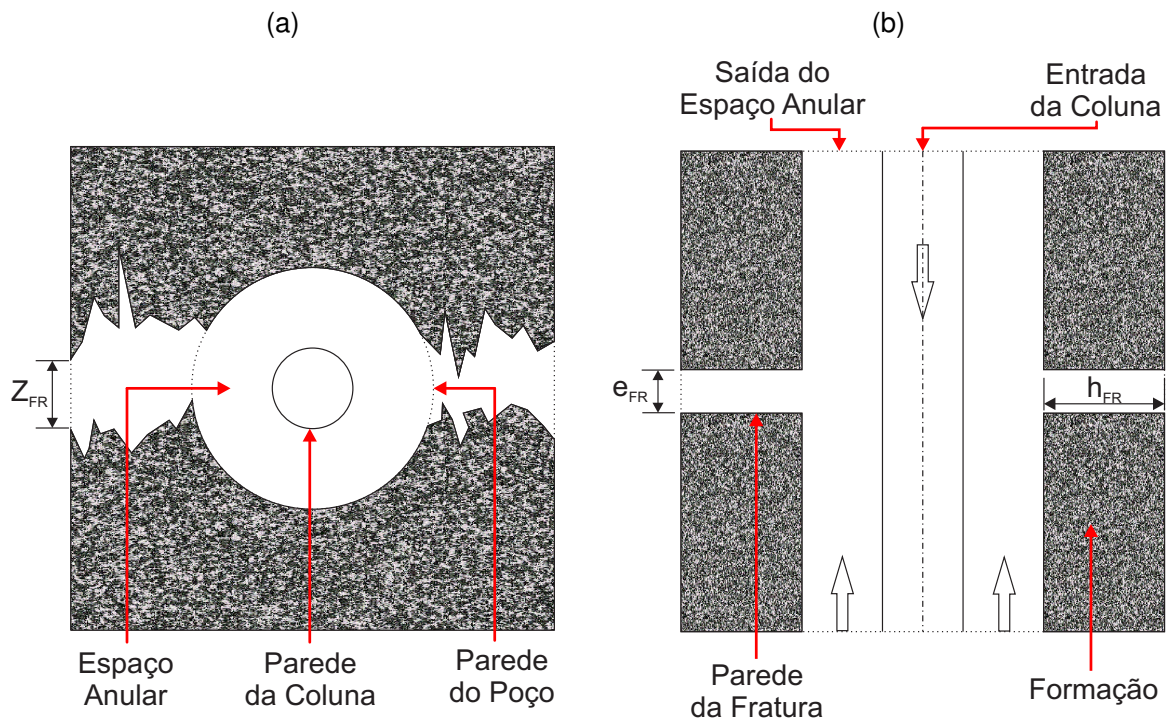 (a)
(b)
Saída do
Espaço Anular
Entrada
da Coluna
Z_FR
e_FR
h_FR
Espaço
Anular
Parede
da Coluna
Parede
do Poço
Parede
da Fratura
Formação